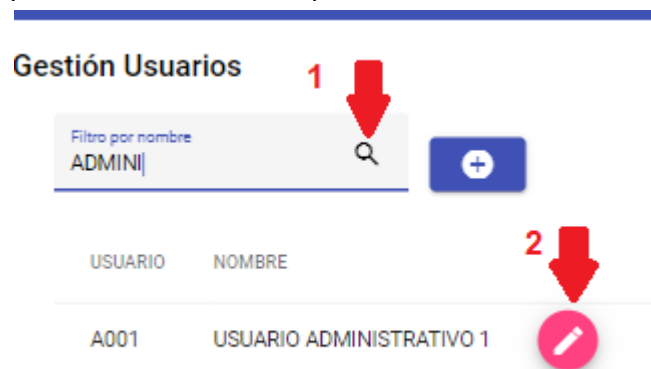 Gestión Usuarios
1
Filtro por nombre
ADMINI
2
USUARIO NOMBRE
A001 USUARIO ADMINISTRATIVO 1